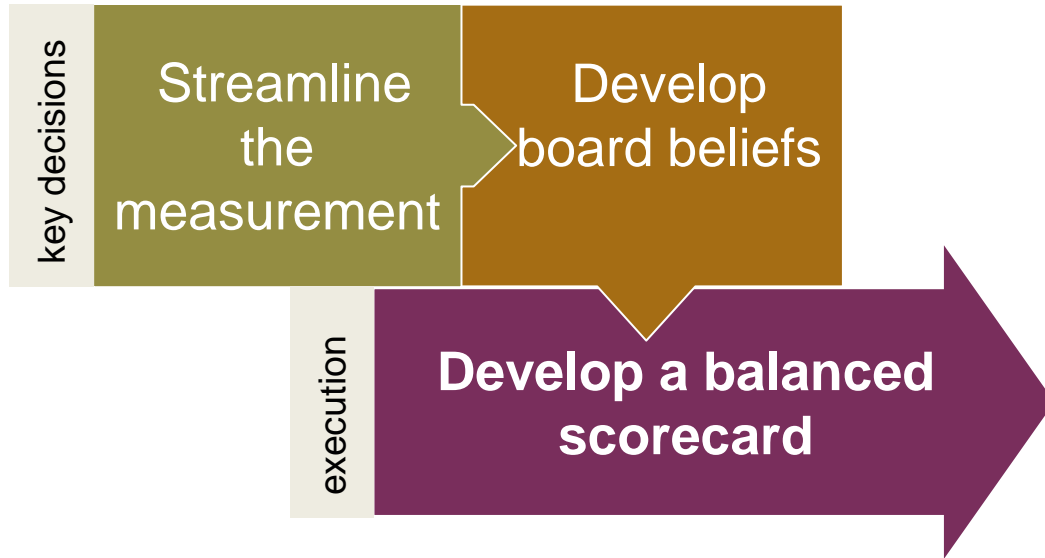 key decisions
Streamline
the
measurement
Develop
board beliefs
execution
Develop a balanced
scorecard